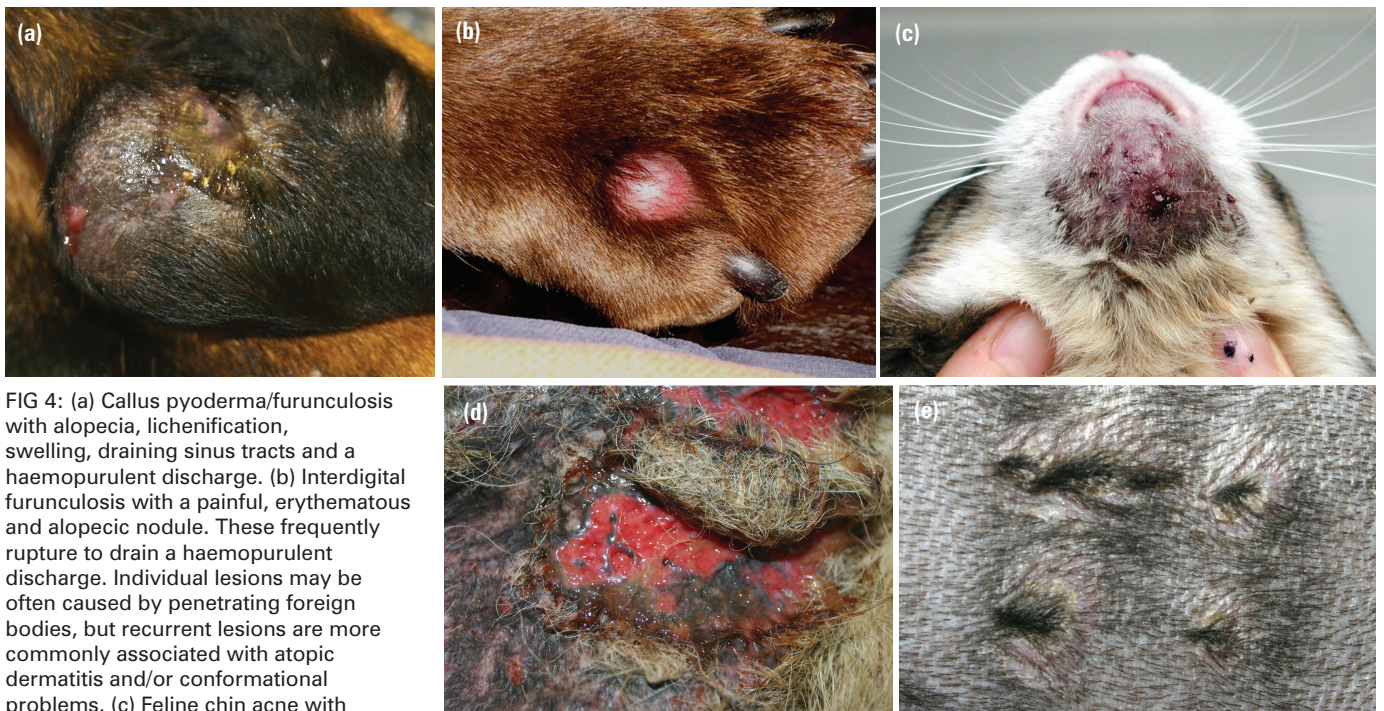 (a)
(b)
(c)
FIG 4: (a) Callus pyoderma/furunculosis
with alopecia, lichenification,
swelling, draining sinus tracts and a
haemopurulent discharge. (b) Interdigital
furunculosis with a painful, erythematous
and alopecic nodule. These frequently
rupture to drain a haemopurulent
discharge. Individual lesions may be
often caused by penetrating foreign
bodies, but recurrent lesions are more
commonly associated with atopic
dermatitis and/or conformational
problems. (c) Feline chin acne with
(d)
(e)